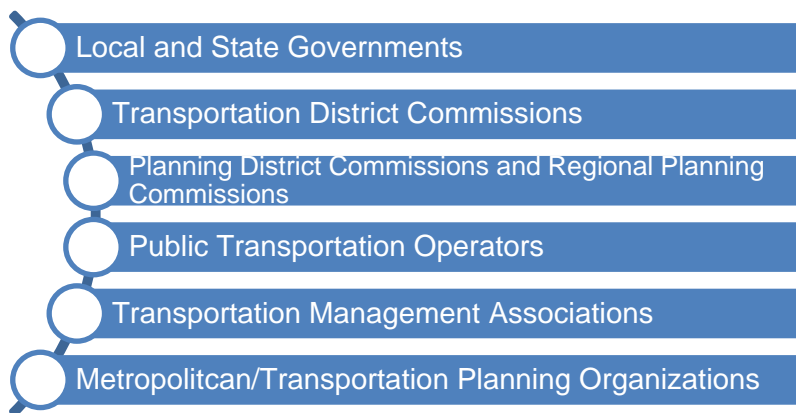 Local and State Governments
Transportation District Commissions
Planning District Commissions and Regional Planning
Commissions
Public Transportation Operators
Transportation Management Associations
Metropolitcan/Transportation Planning Organizations